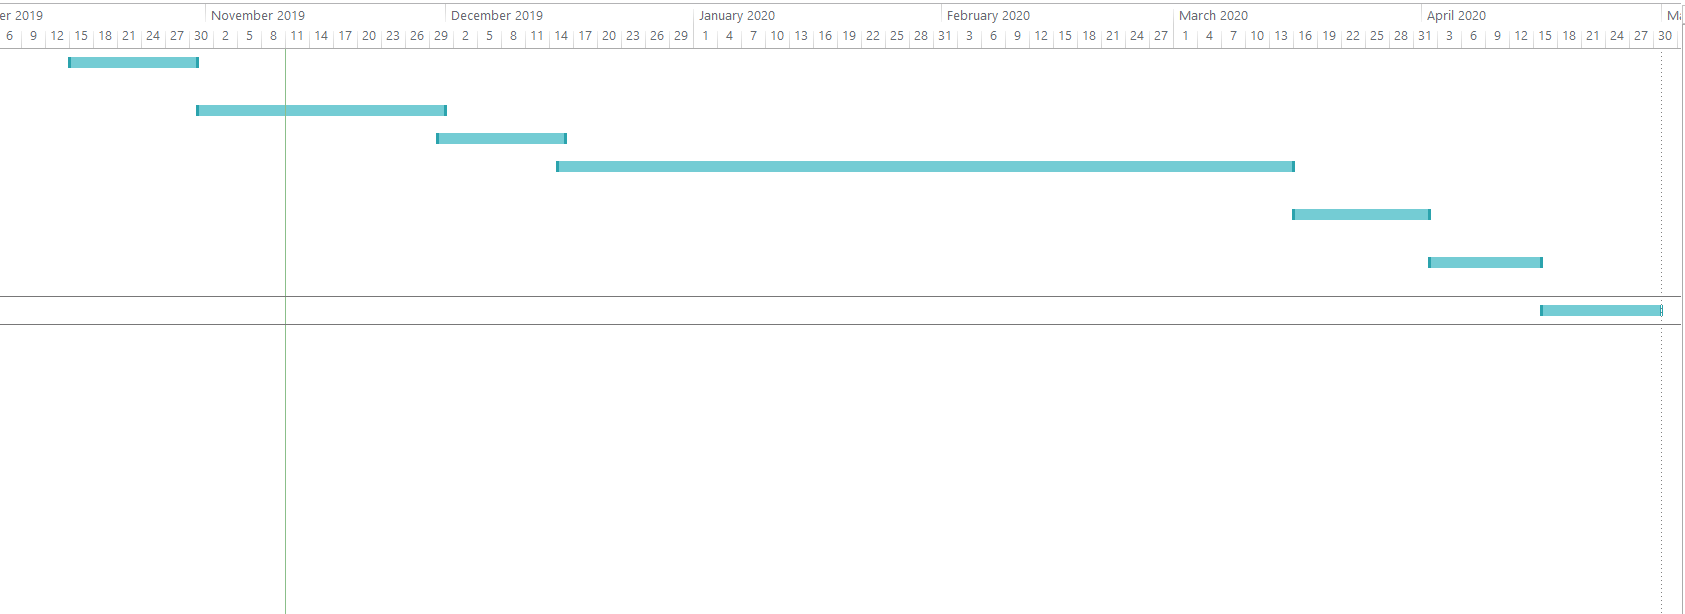 er 2019 November 2019 December 2019 January 2020 February 2020 March 2020 April 2020 Ma
6 9 12 15 18 21 24 27 30 2 5 8 11 14 17 20 23 26 29 2 5 8 11 14 17 20 23 26 29 1 4 7 10 13 16 19 22 25 28 31 3 6 9 12 15 18 21 24 27 1 4 7 10 13 16 19 22 25 28 31 3 6 9 12 15 18 21 24 27 30